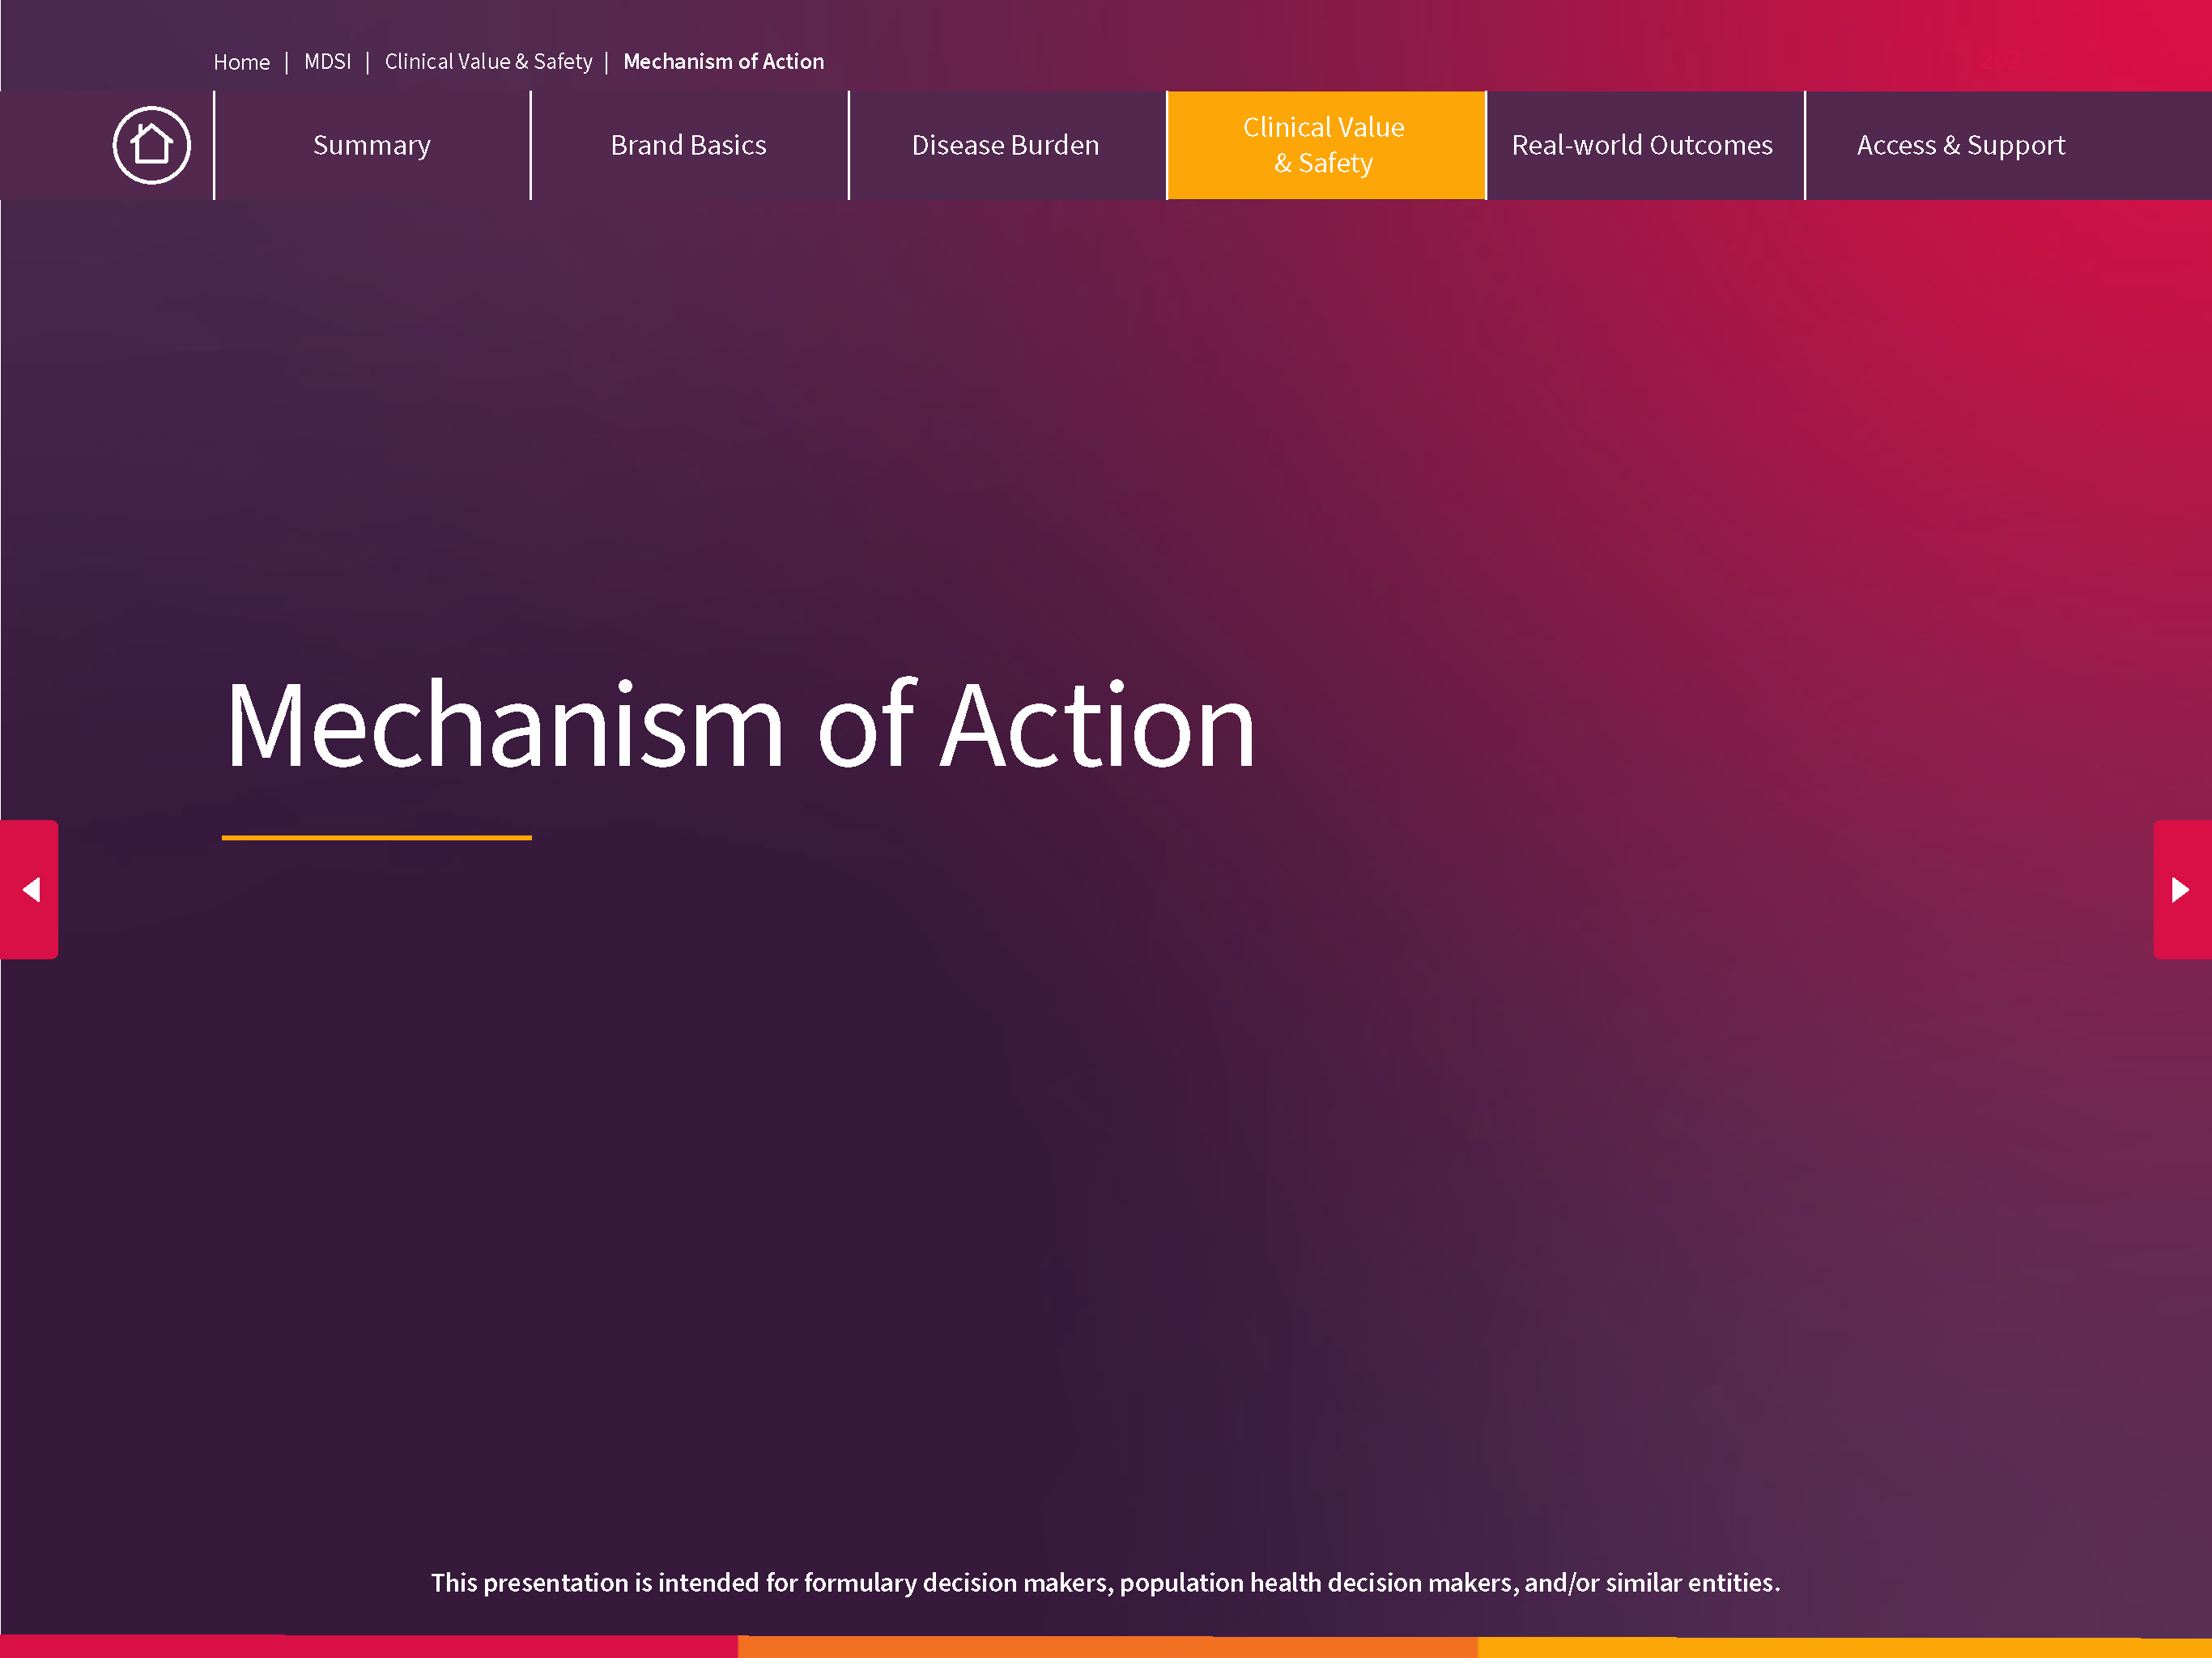 Home | MDSI | Clinical Value & Safety | Mechanism of Action
Summary
Brand Basics
Disease Burden
Clinical Value
& Safety
Real-world Outcomes
Access & Support
Mechanism of Action
This presentation is intended for formulary decision makers, population health decision makers, and/or similar entities.